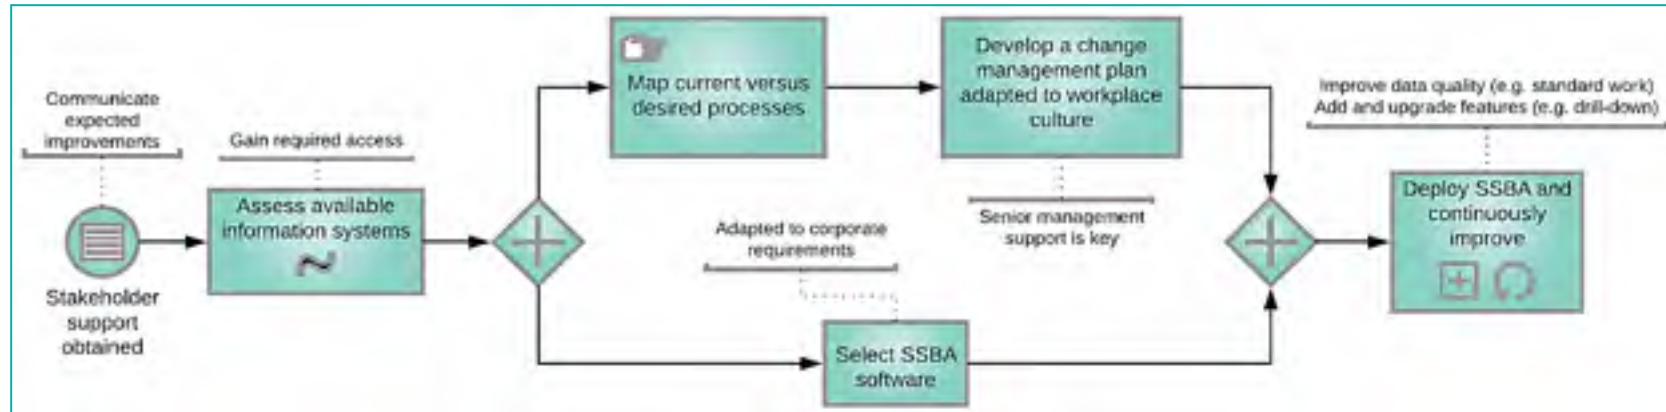 Communicate
expected
improvements
Stakeholder
support
obtained
Gain required access
Assess available
information systems
Map current versus
desired processes
Develop a change
management plan
adapted to workplace
culture
Senior management
support is key
Adapted to corporate
requirements
Select SSBA
software
Improve data quality (e.g. standard work)
Add and upgrade features (e.g. drill-down)
Deploy SSBA and
continuously
improve